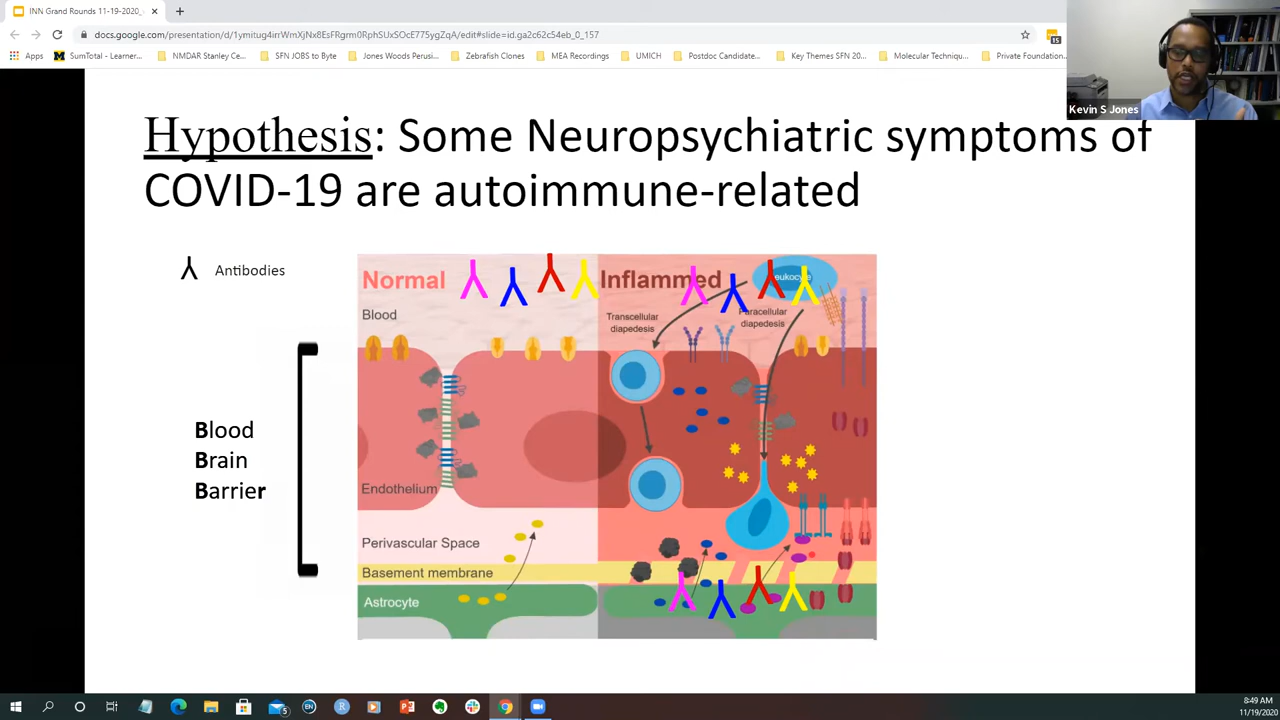 INN Grand Rounds 11-19-2020_
docs.google.com/presentation/d/1ymitug4irrWmXjNx8EsFRgrm0RphSUxSOcE775ygZqA/edit#slide=id.ga2c62c54eb_0_157
15
Apps SumTotal - Learner... NMDAR Stanley Ce... SFN JOBS to Byte Jones Woods Perusi... Zebrafish Clones MEA Recordings UMICH Postdoc Candidate... Key Themes SFN 20... Molecular Techniqu... Private Foundation...
Kevin S Jones
Hypothesis: Some Neuropsychiatric symptoms of
COVID-19 are autoimmune-related
Antibodies
Normal
Inflammed
Blood
Transcellular
diapedesis
Paracellular
diapedesis
Blood
Brain
Barrier
Endothelium
Perivascular Space
Basement membrane
Astrocyte
8:49 AM
11/19/2020